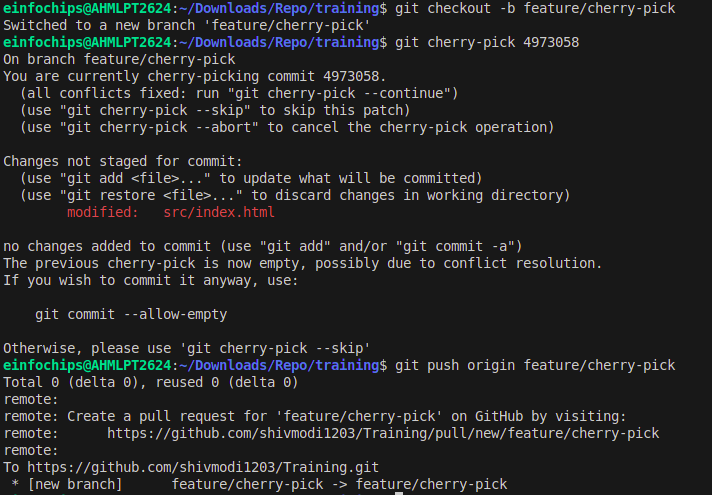 einfochips@AHMLPT2624:~/Downloads/Repo/training$ git checkout -b feature/cherry-pick
Switched to a new branch 'feature/cherry-pick'
einfochips@AHMLPT2624:~/Downloads/Repo/training$ git cherry-pick 4973058
On branch feature/cherry-pick
You are currently cherry-picking commit 4973058.
  (all conflicts fixed: run "git cherry-pick --continue")
  (use "git cherry-pick --skip" to skip this patch)
  (use "git cherry-pick --abort" to cancel the cherry-pick operation)

Changes not staged for commit:
  (use "git add <file>..." to update what will be committed)
  (use "git restore <file>..." to discard changes in working directory)
        modified:   src/index.html

no changes added to commit (use "git add" and/or "git commit -a")
The previous cherry-pick is now empty, possibly due to conflict resolution.
If you wish to commit it anyway, use:

    git commit --allow-empty

Otherwise, please use 'git cherry-pick --skip'
einfochips@AHMLPT2624:~/Downloads/Repo/training$ git push origin feature/cherry-pick
Total 0 (delta 0), reused 0 (delta 0)
remote:
remote: Create a pull request for 'feature/cherry-pick' on GitHub by visiting:
remote:      https://github.com/shivmodi1203/Training/pull/new/feature/cherry-pick
remote:
To https://github.com/shivmodi1203/Training.git
 * [new branch]      feature/cherry-pick -> feature/cherry-pick